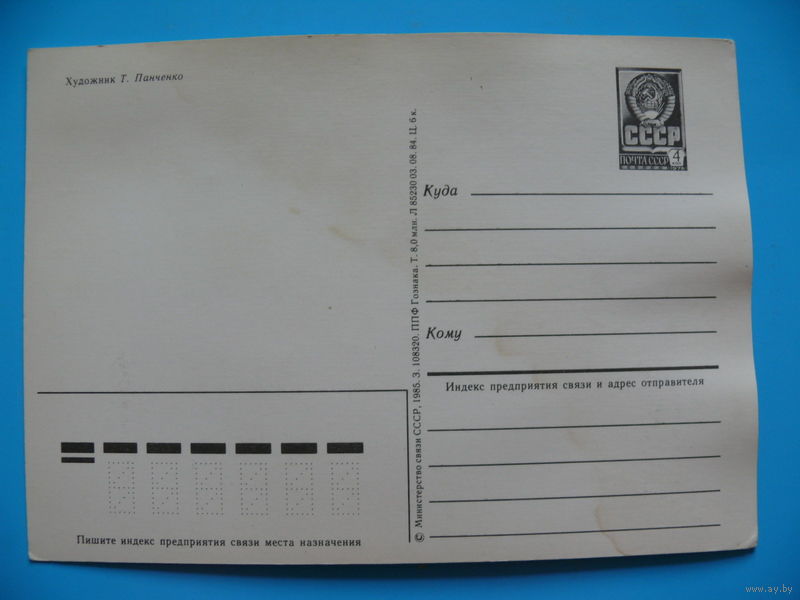 Художник Т. Панченко
СССР
ПОЧТА СССР 4
Куда
Кому
Индекс предприятия связи и адрес отправителя
© Министерство связи СССР, 1985. З. 108320. ППФ Гознака. Т. 8,0 млн. Л 85230 03. 08. 84. Ц. 6 к.
Пишите индекс предприятия связи места назначения
www.ay.by